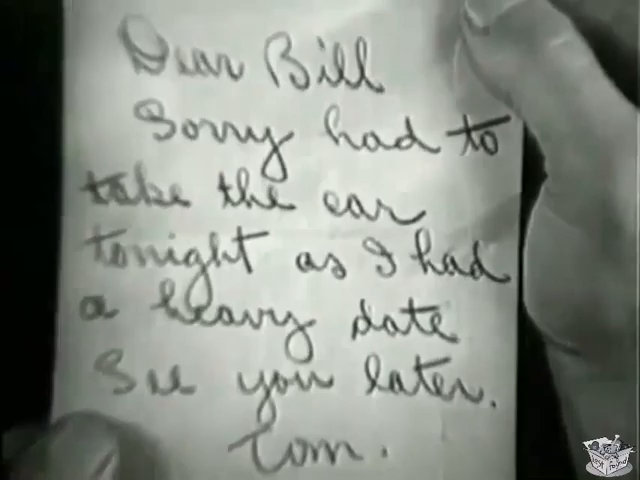 Dear Bill
Sorry had to
take the car
tonight as I had
a heavy date
See you later.
Tom.